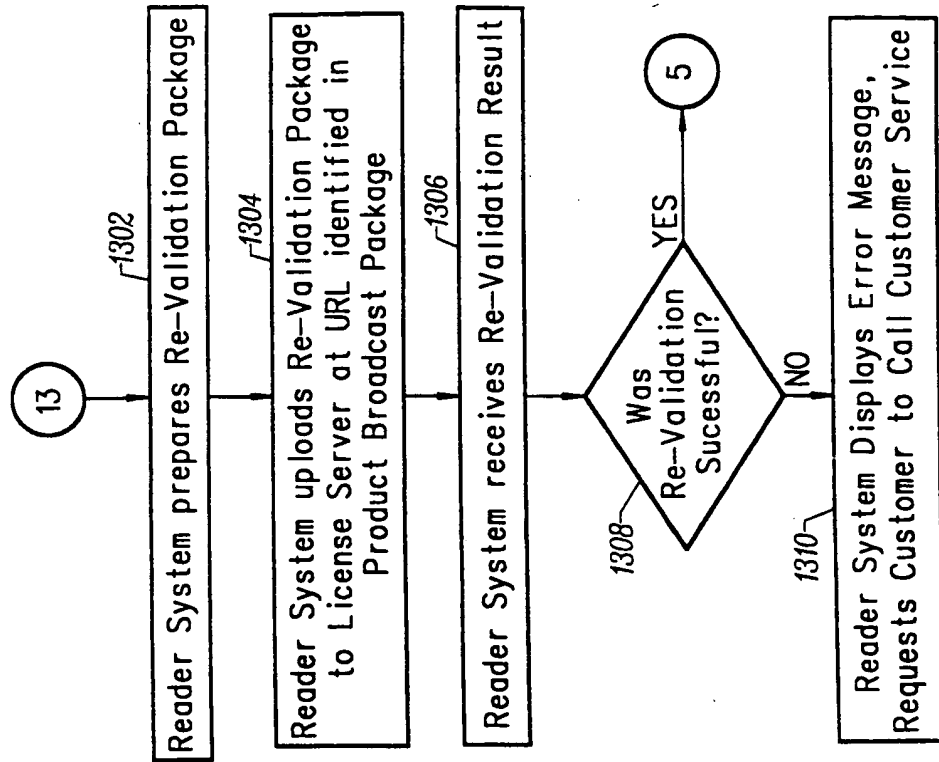 13
1302
Reader System prepares Re-Validation Package
1304
Reader System uploads Re-Validation Package
to License Server at URL identified in
Product Broadcast Package
1306
Reader System receives Re-Validation Result
1308
Was
Re-Validation
Sucessful?
YES
5
NO
1310
Reader System Displays Error Message,
Requests Customer to Call Customer Service